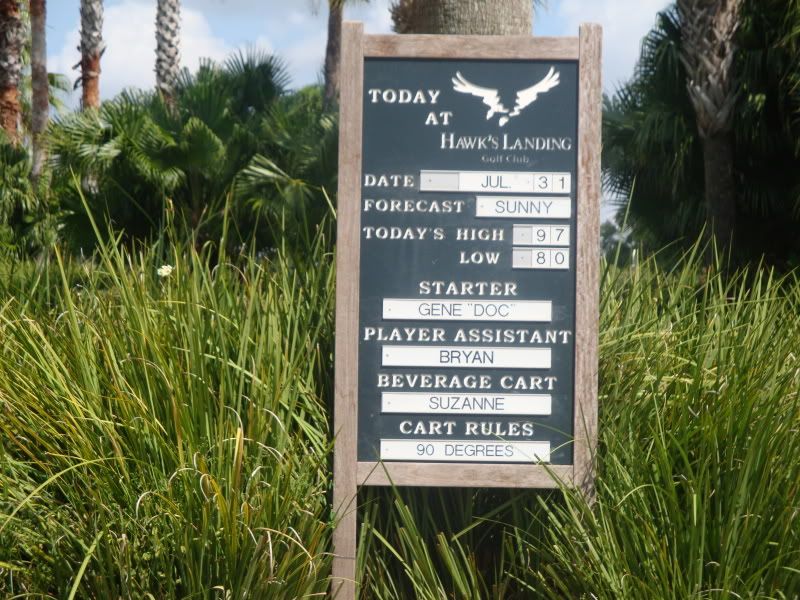 TODAY
AT
HAWK'S LANDING
Golf Club
DATE JUL. 31
FORECAST SUNNY
TODAY'S HIGH 97
LOW 80
STARTER
GENE "DOC"
PLAYER ASSISTANT
BRYAN
BEVERAGE CART
SUZANNE
CART RULES
90 DEGREES